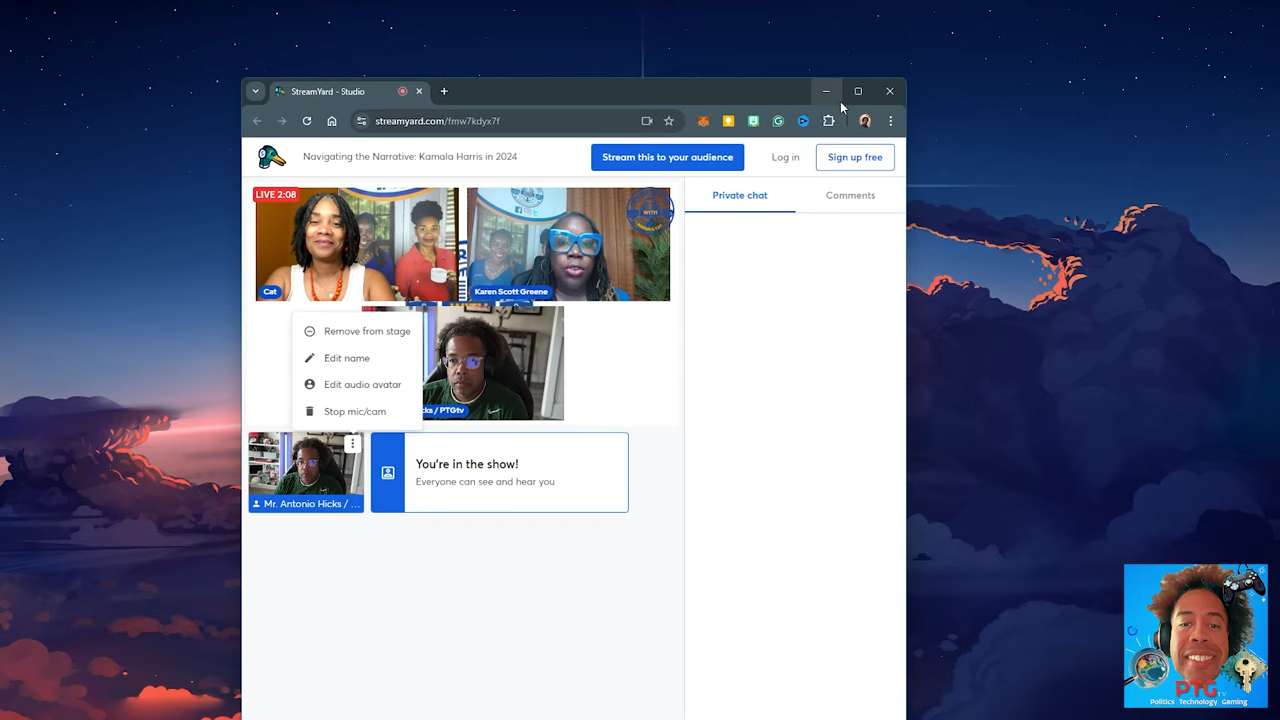 StreamYard - Studio
streamyard.com/fmw7kdyx7f
Navigating the Narrative: Kamala Harris in 2024
Stream this to your audience
Log in
Sign up free
LIVE 2:08
Private chat
Comments
WITH
Cat
Karen Scott Greene
Remove from stage
Edit name
Edit audio avatar
Stop mic/cam
cks / PTGtv
You're in the show!
Everyone can see and hear you
Mr. Antonio Hicks / ...
PTG TV
Politics Technology Gaming